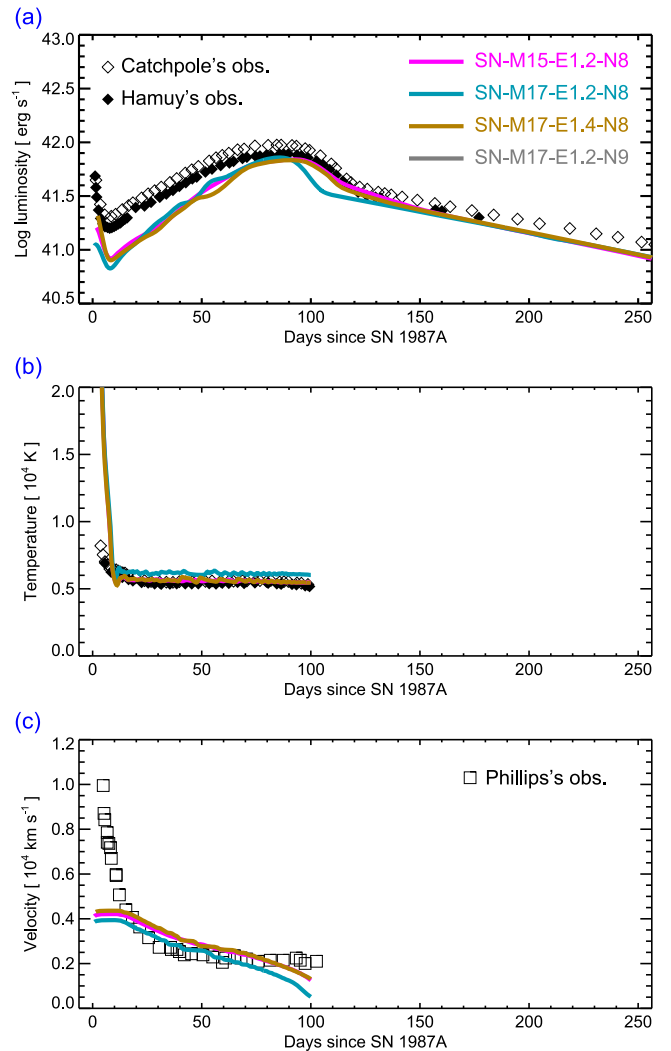 (a)
43.0
42.5
42.0
41.5
41.0
40.5
Log luminosity [ erg s⁻¹ ]
Catchpole's obs.
Hamuy's obs.
SN-M15-E1.2-N8
SN-M17-E1.2-N8
SN-M17-E1.4-N8
SN-M17-E1.2-N9
0 50 100 150 200 250
Days since SN 1987A
(b)
2.0
1.5
1.0
0.5
0.0
Temperature [ 10⁴ K ]
0 50 100 150 200 250
Days since SN 1987A
(c)
1.2
1.0
0.8
0.6
0.4
0.2
0.0
Velocity [ 10⁴ km s⁻¹ ]
Phillips's obs.
0 50 100 150 200 250
Days since SN 1987A